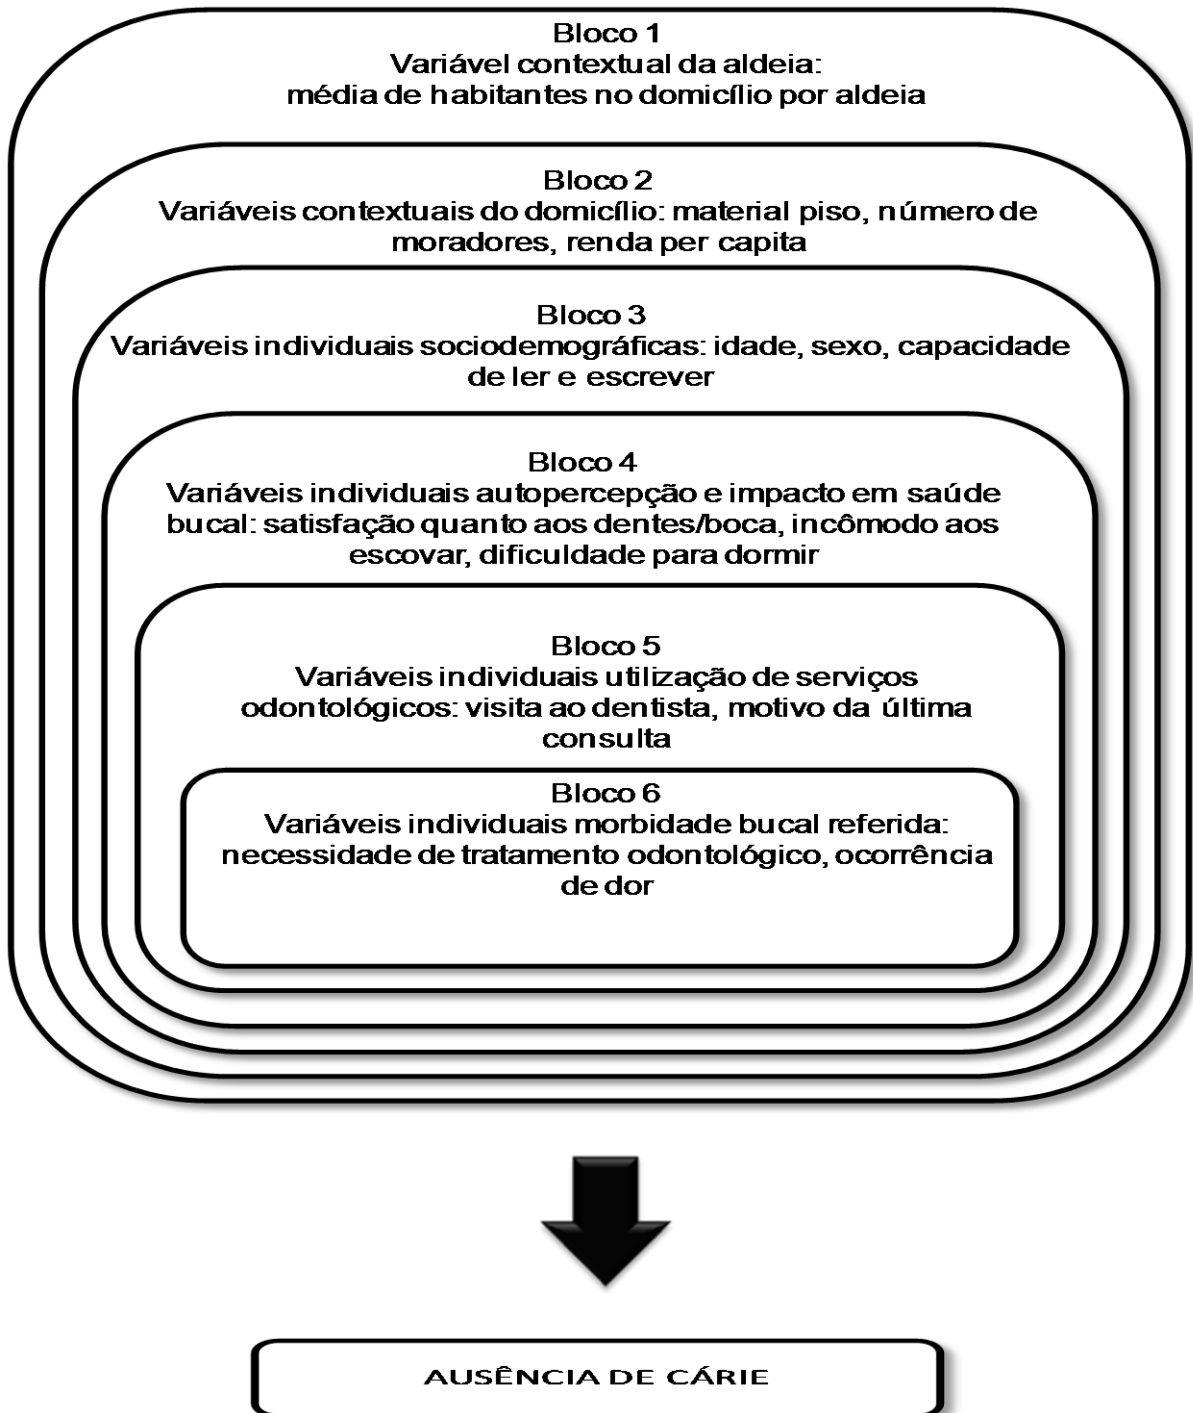 Bloco 1
Variável contextual da aldeia:
média de habitantes no domicílio por aldeia
Bloco 2
Variáveis contextuais do domicílio: material piso, número de
moradores, renda per capita
Bloco 3
Variáveis individuais sociodemográficas: idade, sexo, capacidade
de ler e escrever
Bloco 4
Variáveis individuais autopercepção e impacto em saúde
bucal: satisfação quanto aos dentes/boca, incômodo aos
escovar, dificuldade para dormir
Bloco 5
Variáveis individuais utilização de serviços
odontológicos: visita ao dentista, motivo da última
consulta
Bloco 6
Variáveis individuais morbidade bucal referida:
necessidade de tratamento odontológico, ocorrência
de dor
AUSÊNCIA DE CÁRIE